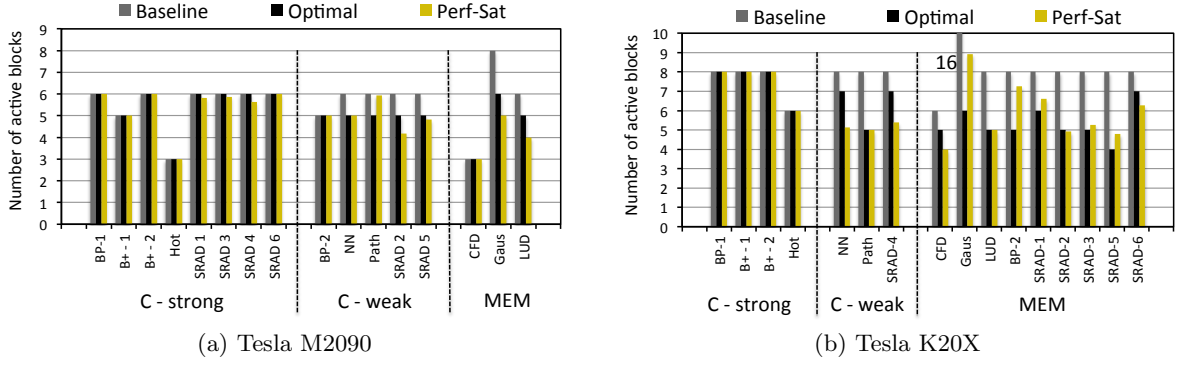 Baseline Optimal Perf-Sat
Number of active blocks
9
8
7
6
5
4
3
2
1
0
BP-1
B+ - 1
B+ - 2
Hot
SRAD 1
SRAD 3
SRAD 4
SRAD 6
BP-2
NN
Path
SRAD 2
SRAD 5
CFD
Gaus
LUD
C - strong C - weak MEM
(a) Tesla M2090
Baseline Optimal Perf-Sat
Number of active blocks
10
9
8
7
6
5
4
3
2
1
0
16
BP-1
B+ - 1
B+ - 2
Hot
NN
Path
SRAD-4
CFD
Gaus
LUD
BP-2
SRAD-1
SRAD-2
SRAD-3
SRAD-5
SRAD-6
C - strong C - weak MEM
(b) Tesla K20X